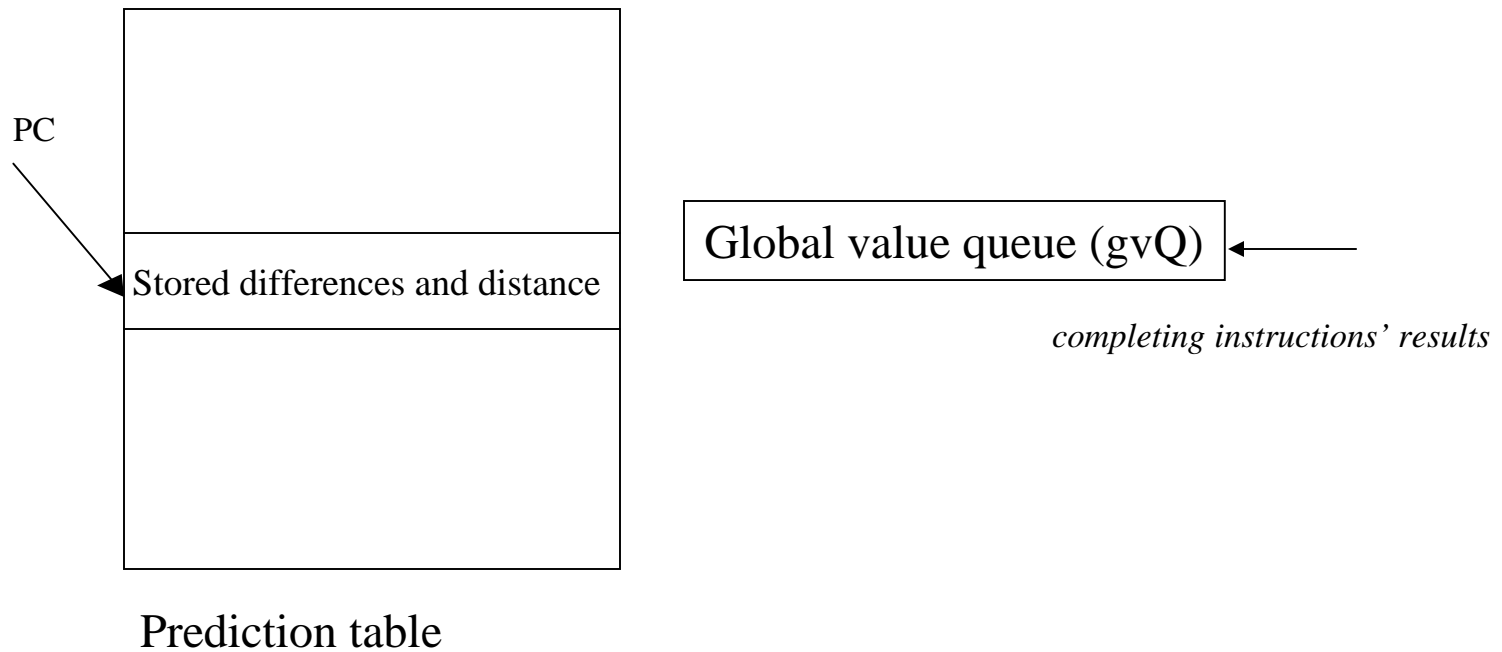 PC
Global value queue (gvQ)
Stored differences and distance
completing instructions’ results
Prediction table